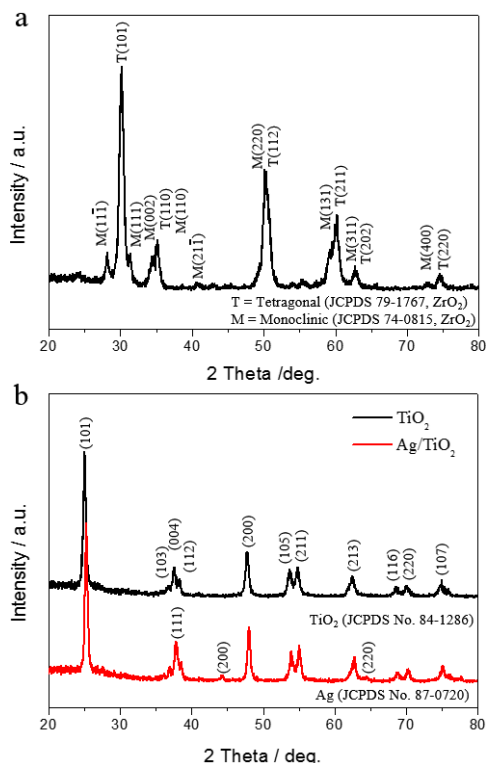 a
Intensity / a.u.
M(11̄1̄)
T(101)
M(111)
M(002)
T(110)
M(110)
M(21̄1̄)
M(220)
T(112)
M(131)
T(211)
M(311)
T(202)
M(400)
T(220)
T = Tetragonal (JCPDS 79-1767, ZrO₂)
M = Monoclinic (JCPDS 74-0815, ZrO₂)
20 30 40 50 60 70 80
2 Theta /deg.
b
Intensity / a.u.
TiO₂
Ag/TiO₂
(101)
(103)
(004)
(112)
(200)
(105)
(211)
(213)
(116)
(220)
(107)
TiO₂ (JCPDS No. 84-1286)
(111)
(200)
(220)
Ag (JCPDS No. 87-0720)
20 30 40 50 60 70 80
2 Theta / deg.